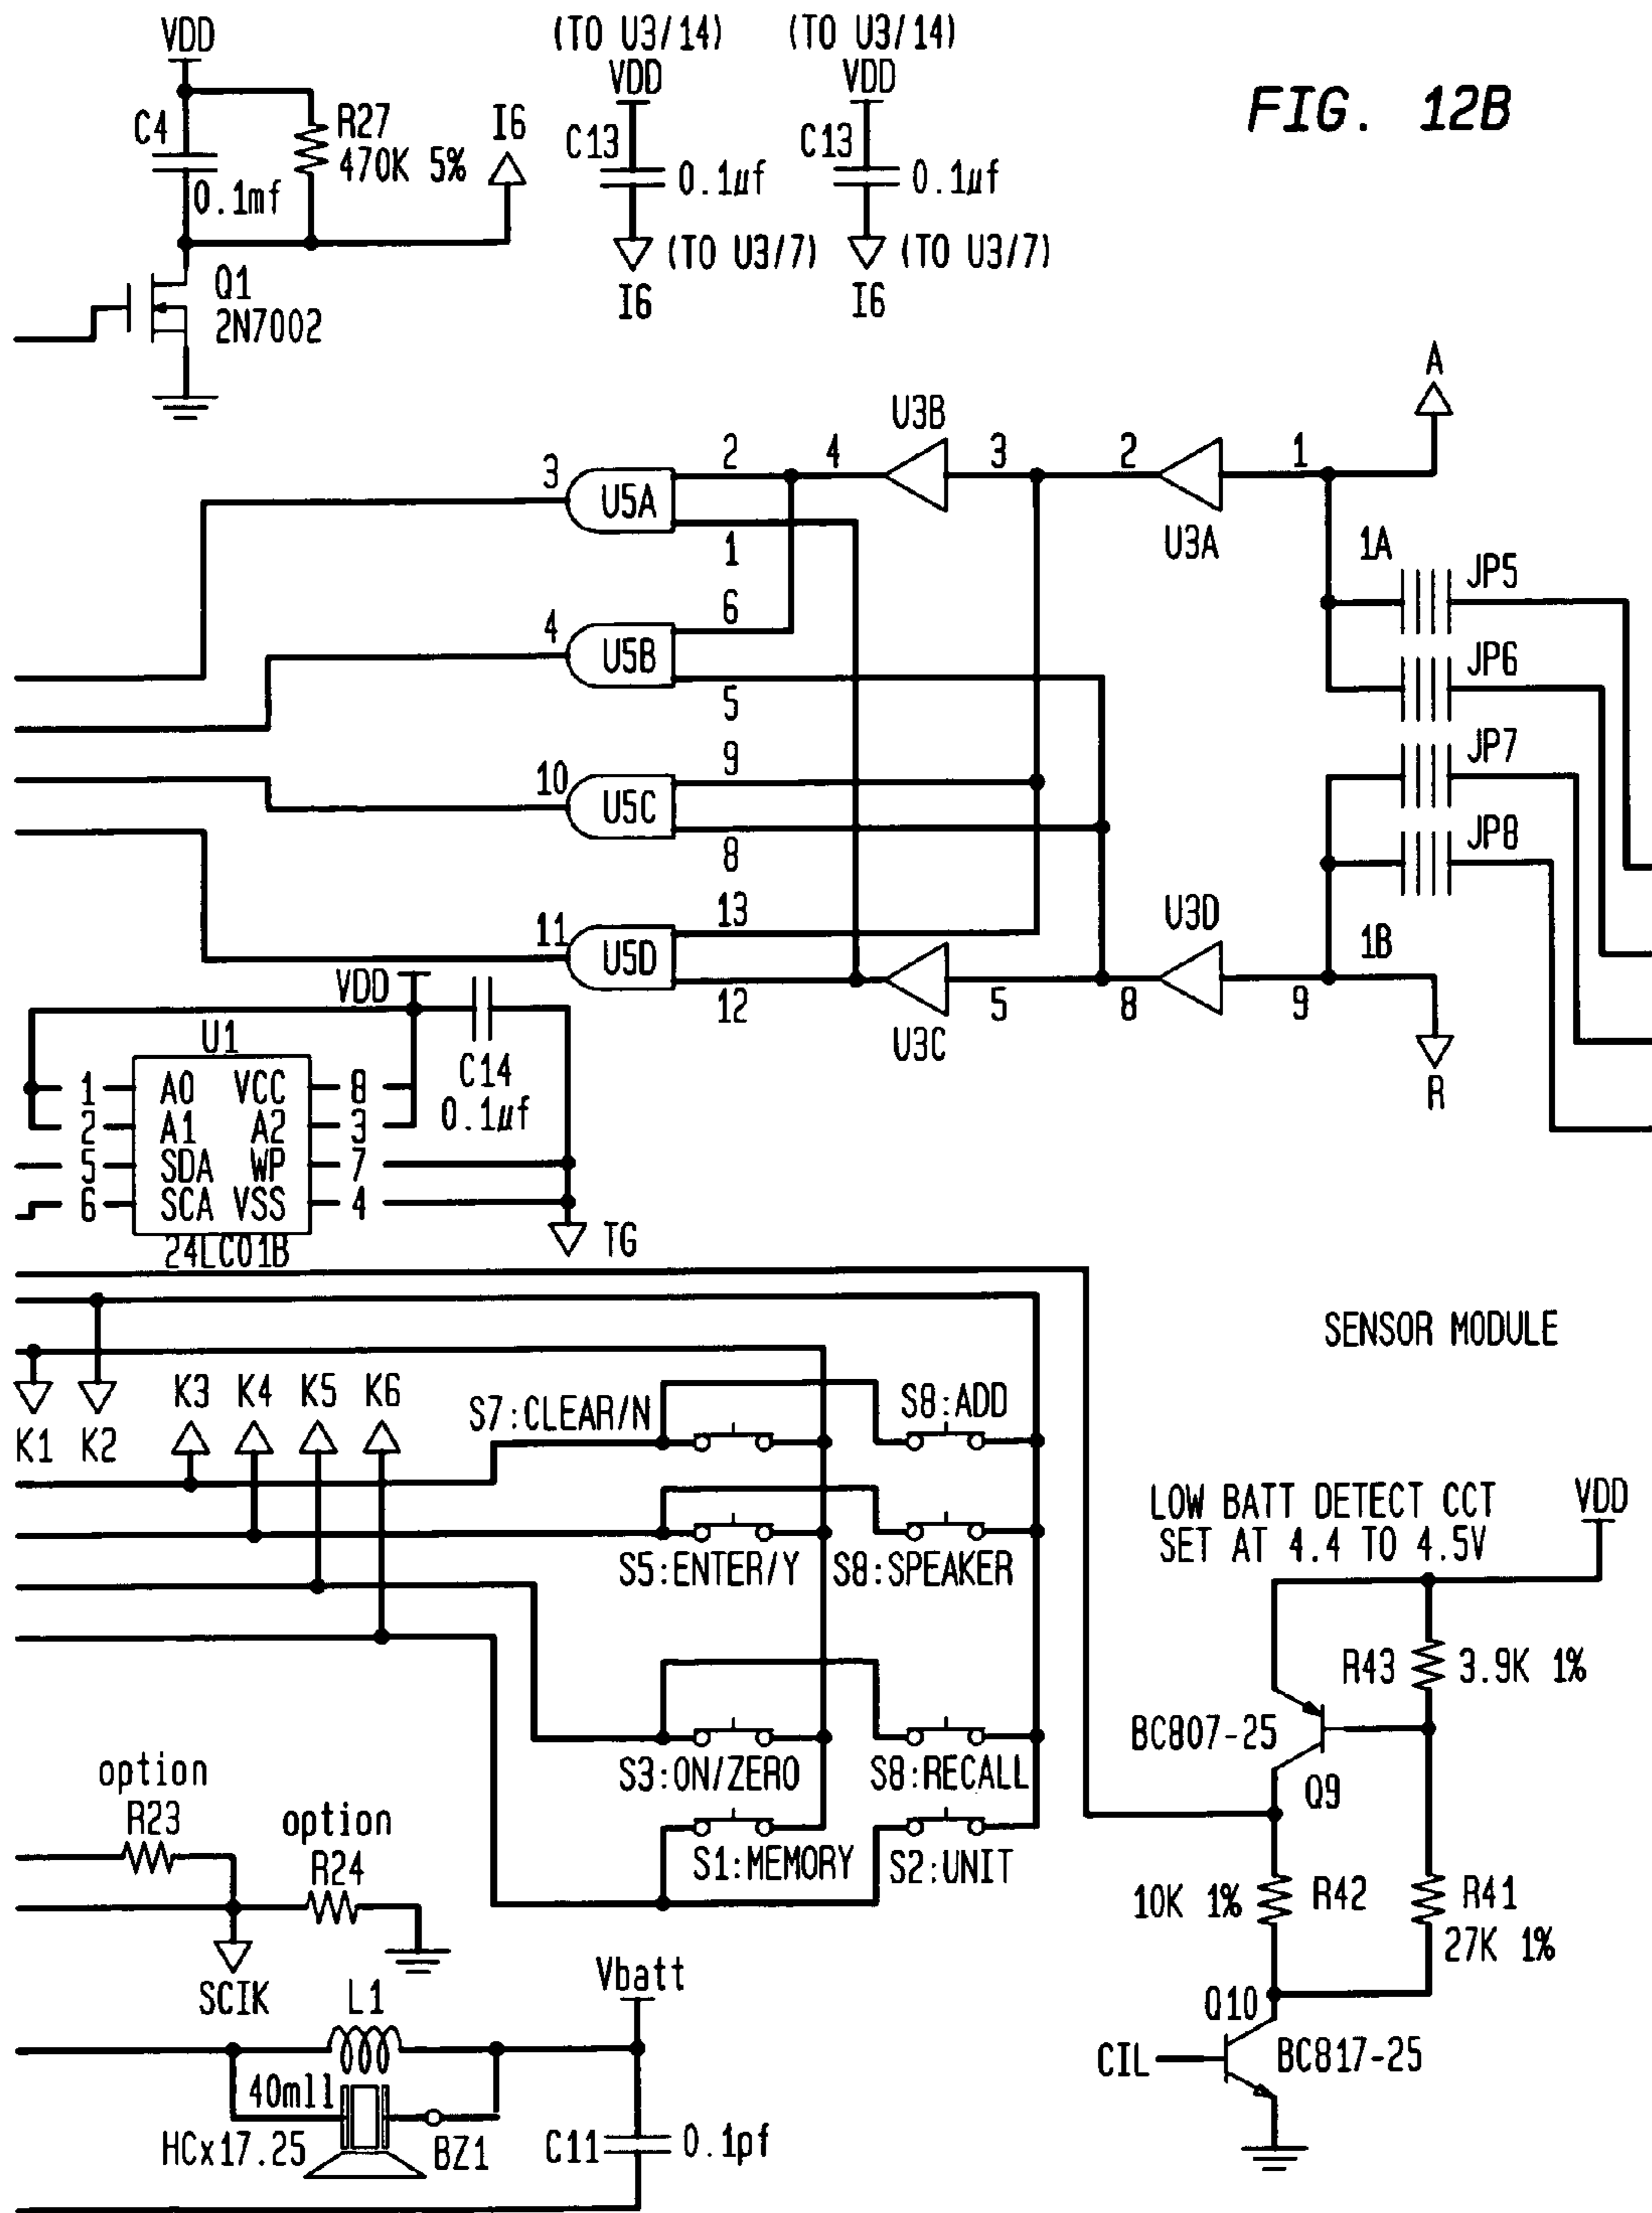 FIG. 12B
VDD
C4
0.1mf
R27
470K 5%
I6
Q1
2N7002
(TO U3/14)
VDD
C13
0.1µf
(TO U3/7)
I6
(TO U3/14)
VDD
C13
0.1µf
(TO U3/7)
I6
A
3
U5A
2
1
4
U3B
3
2
U3A
1
1A
JP5
JP6
JP7
JP8
4
U5B
6
5
10
U5C
9
8
11
U5D
13
12
U3C
5
8
U3D
9
1B
R
VDD
C14
0.1µf
U1
1 A0 VCC 8
2 A1 A2 3
5 SDA WP 7
6 SCA VSS 4
24LC01B
TG
SENSOR MODULE
K1 K2
K3 K4 K5 K6
S7:CLEAR/N
S8:ADD
S5:ENTER/Y
S8:SPEAKER
S3:ON/ZERO
S8:RECALL
S1:MEMORY
S2:UNIT
LOW BATT DETECT CCT
SET AT 4.4 TO 4.5V
VDD
R43
3.9K 1%
BC807-25
Q9
10K 1%
R42
R41
27K 1%
Q10
CIL
BC817-25
option
R23
option
R24
SCIK
L1
40mll
HCx17.25
BZ1
Vbatt
C11
0.1pf